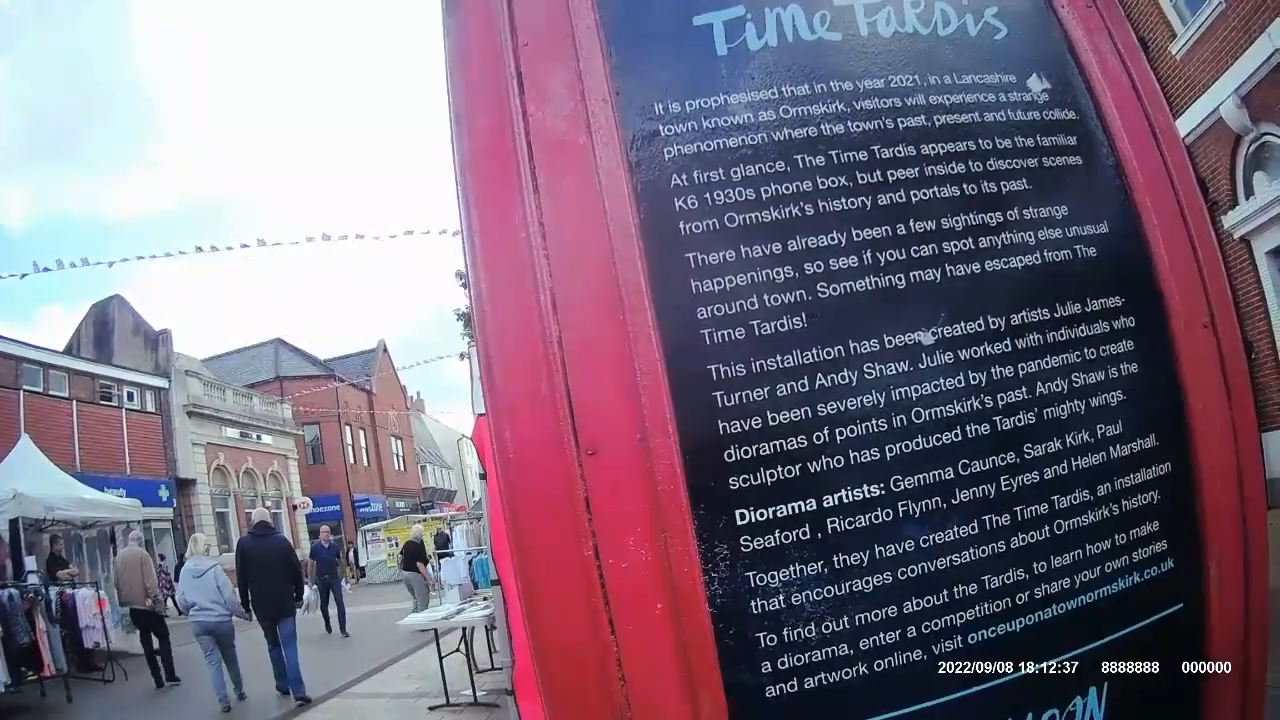 Time Tardis
It is prophesised that in the year 2021, in a Lancashire
town known as Ormskirk, visitors will experience a strange
phenomenon where the town's past, present and future collide.
At first glance, The Time Tardis appears to be the familiar
K6 1930s phone box, but peer inside to discover scenes
from Ormskirk's history and portals to its past.
There have already been a few sightings of strange
happenings, so see if you can spot anything else unusual
around town. Something may have escaped from The
Time Tardis!
This installation has been created by artists Julie James-
Turner and Andy Shaw. Julie worked with individuals who
have been severely impacted by the pandemic to create
dioramas of points in Ormskirk's past. Andy Shaw is the
sculptor who has produced the Tardis' mighty wings.
Diorama artists: Gemma Caunce, Sarak Kirk, Paul
Seaford , Ricardo Flynn, Jenny Eyres and Helen Marshall.
Together, they have created The Time Tardis, an installation
that encourages conversations about Ormskirk's history.
To find out more about the Tardis, to learn how to make
a diorama, enter a competition or share your own stories
and artwork online, visit onceuponatownormskirk.co.uk
beauty
hoezone
2022/09/08 18:12:37 8888888 000000